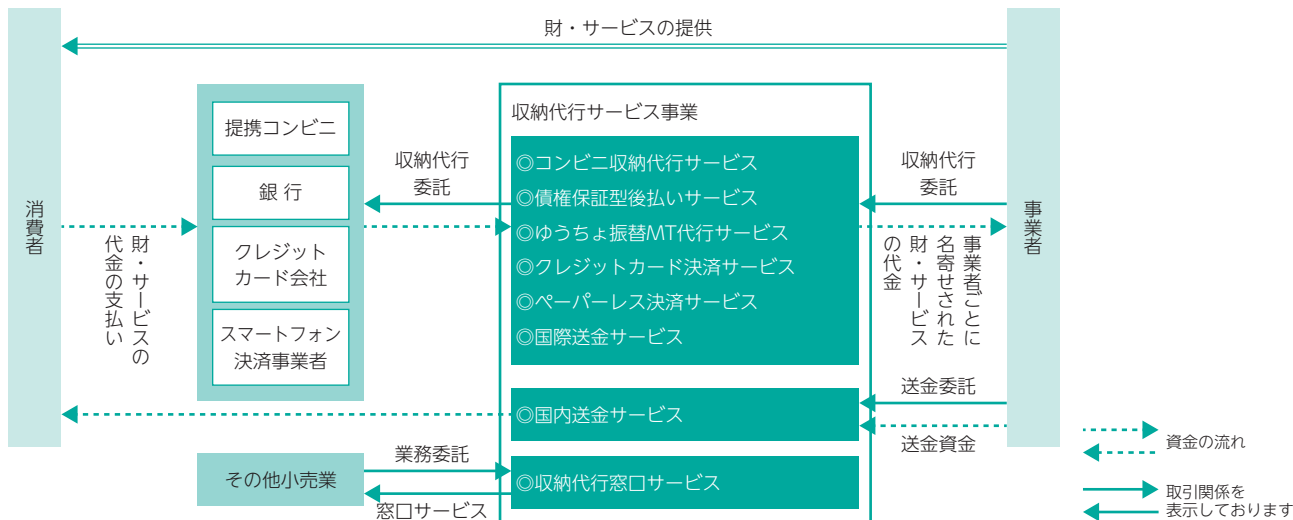 財・サービスの提供
消費者
財・サービスの
代金の支払い
提携コンビニ
銀 行
クレジット
カード会社
スマートフォン
決済事業者
収納代行
委託
収納代行サービス事業
◎コンビニ収納代行サービス
◎債権保証型後払いサービス
◎ゆうちょ振替MT代行サービス
◎クレジットカード決済サービス
◎ペーパーレス決済サービス
◎国際送金サービス
◎国内送金サービス
◎収納代行窓口サービス
収納代行
委託
事業者ごとに
名寄せされた
財・サービス
の代金
事業者
送金委託
送金資金
その他小売業
業務委託
窓口サービス
資金の流れ
取引関係を
表示しております